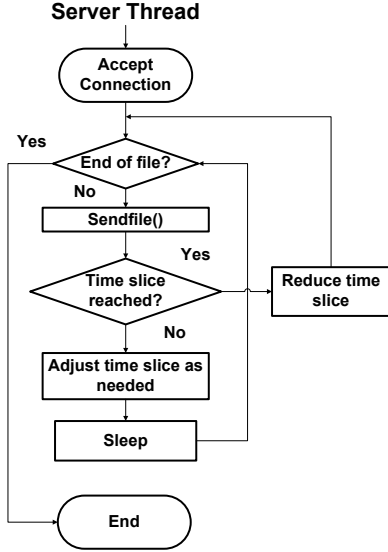 Server Thread
Accept
Connection
Yes
End of file?
No
Sendfile()
Yes
Time slice
reached?
Reduce time
slice
No
Adjust time slice as
needed
Sleep
End